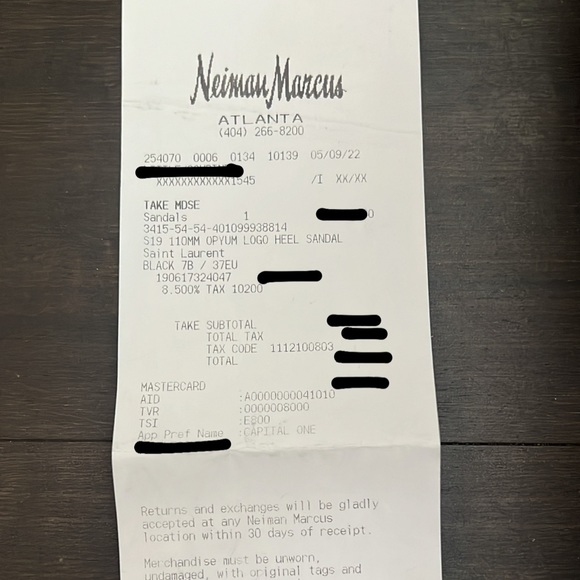 Neiman Marcus
ATLANTA
(404) 266-8200
254070 0006 0134 10139 05/09/22
XXXXXXXXXXXX1545 /I XX/XX
TAKE MDSE
Sandals 1 0
3415-54-54-401099938814
S19 110MM OPYUM LOGO HEEL SANDAL
Saint Laurent
BLACK 7B / 37EU
190617324047
8.500% TAX 10200
TAKE SUBTOTAL
TOTAL TAX
TAX CODE 1112100803
TOTAL
MASTERCARD
AID :A0000000041010
TVR :0000008000
TSI :E800
App Pref Name :CAPITAL ONE
Returns and exchanges will be gladly
accepted at any Neiman Marcus
location within 30 days of receipt.
Merchandise must be unworn,
undamaged, with original tags and